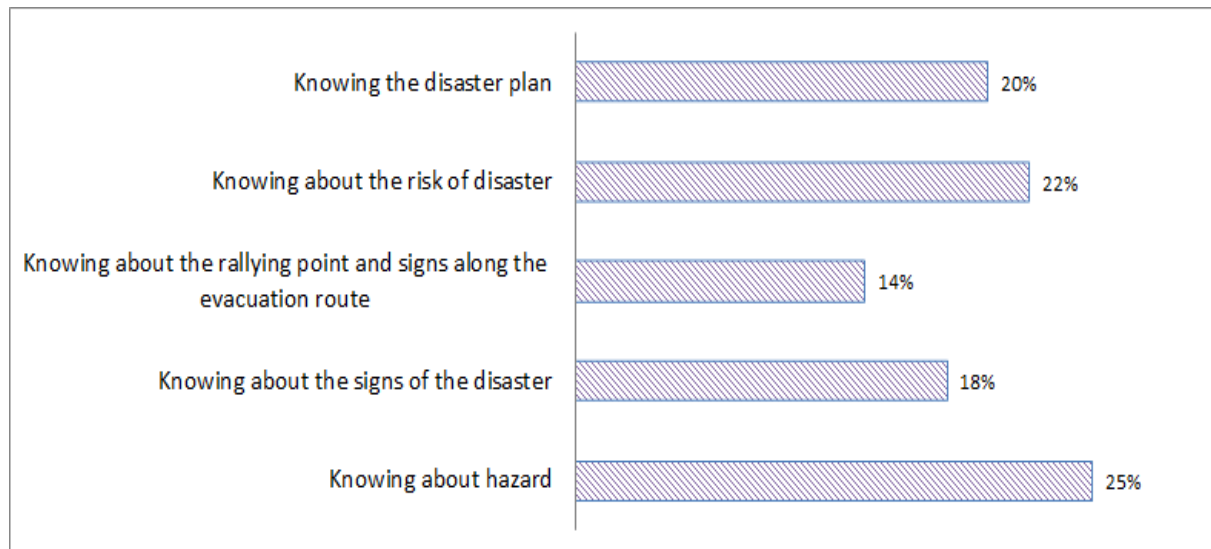 Knowing the disaster plan
20%
Knowing about the risk of disaster
22%
Knowing about the rallying point and signs along the
evacuation route
14%
Knowing about the signs of the disaster
18%
Knowing about hazard
25%